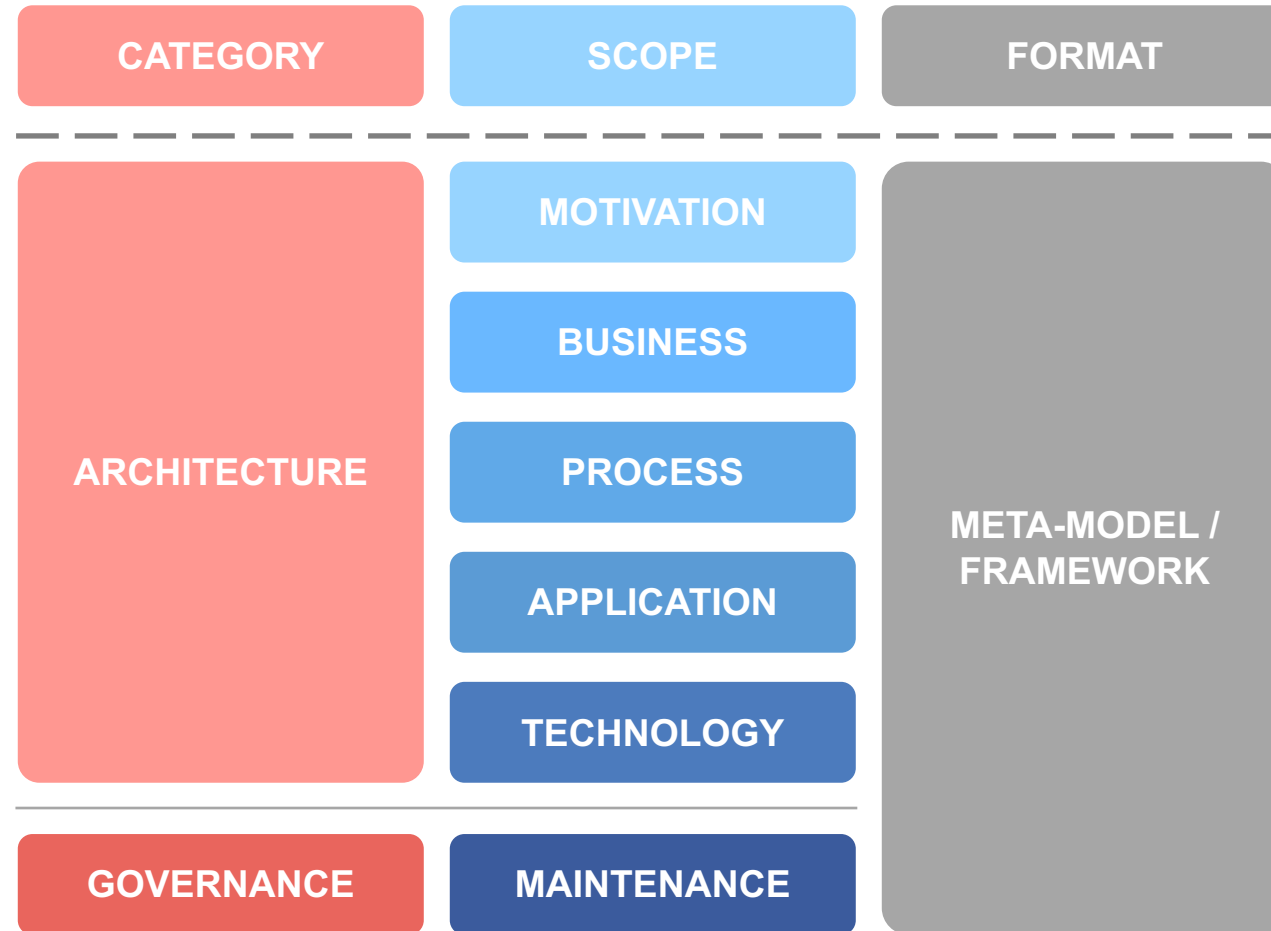 CATEGORY
SCOPE
FORMAT
ARCHITECTURE
MOTIVATION
BUSINESS
PROCESS
APPLICATION
TECHNOLOGY
META-MODEL /
FRAMEWORK
GOVERNANCE
MAINTENANCE